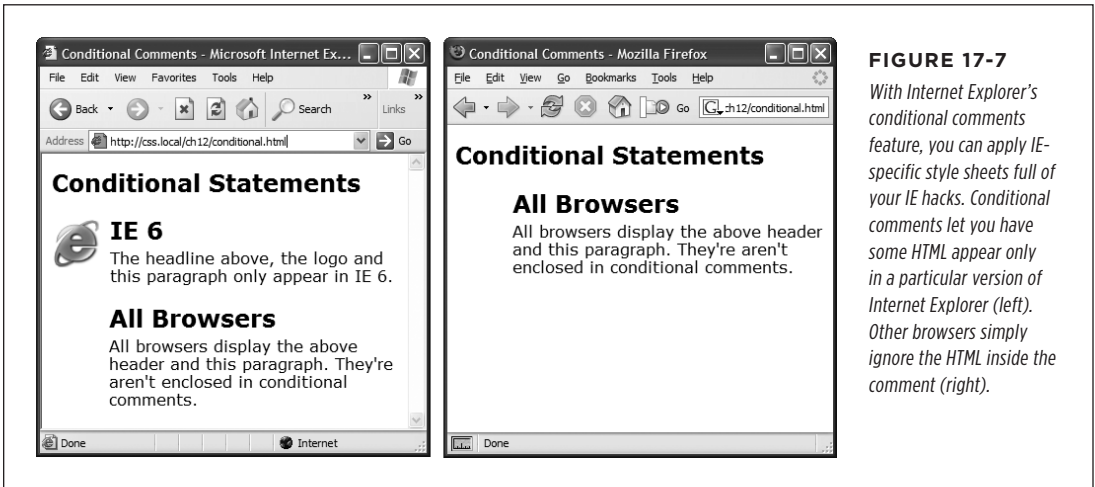 Conditional Comments - Microsoft Internet Ex...
File Edit View Favorites Tools Help
Back Search » Links »
Address http://css.local/ch12/conditional.html Go
Conditional Statements
IE 6
The headline above, the logo and
this paragraph only appear in IE 6.
All Browsers
All browsers display the above
header and this paragraph. They're
aren't enclosed in conditional
comments.
Done Internet
Conditional Comments - Mozilla Firefox
File Edit View Go Bookmarks Tools Help
Go G :h12/conditional.html
Conditional Statements
All Browsers
All browsers display the above header
and this paragraph. They're aren't
enclosed in conditional comments.
Done
FIGURE 17-7
With Internet Explorer's
conditional comments
feature, you can apply IE-
specific style sheets full of
your IE hacks. Conditional
comments let you have
some HTML appear only
in a particular version of
Internet Explorer (left).
Other browsers simply
ignore the HTML inside the
comment (right).